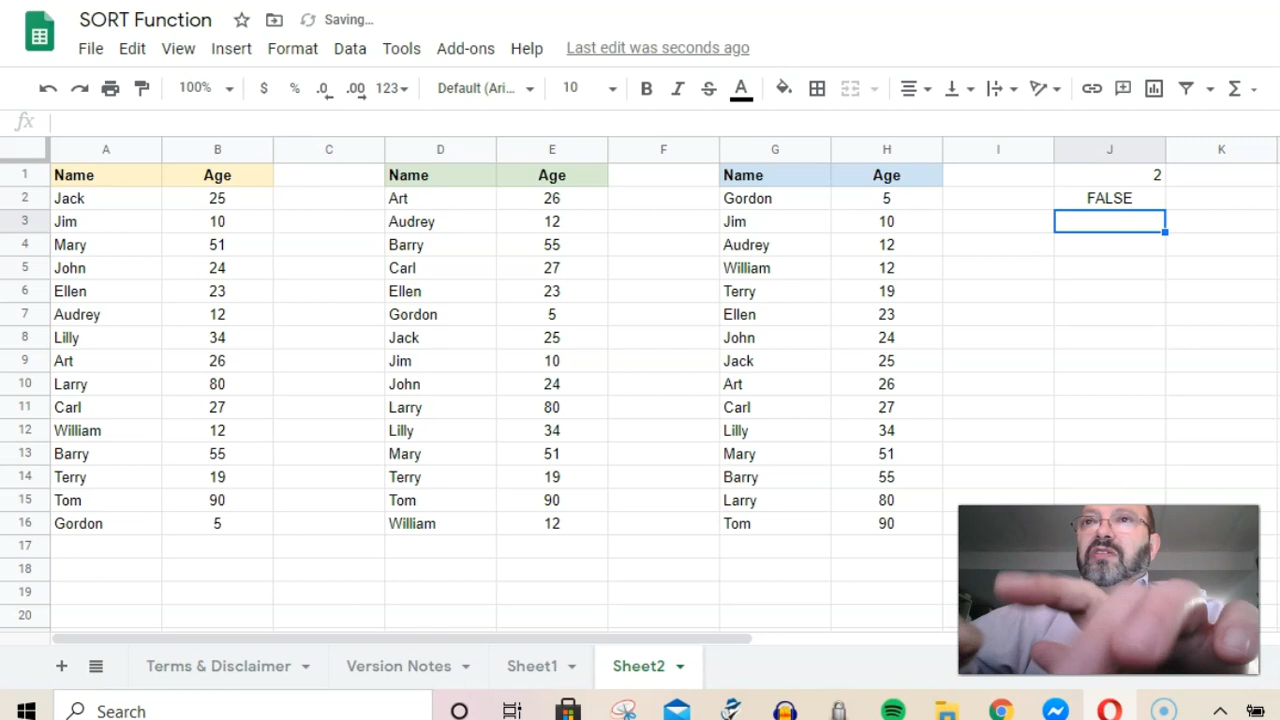 SORT Function Saving...
File Edit View Insert Format Data Tools Add-ons Help Last edit was seconds ago
100% $ % .0 .00 123 Default (Ari... 10 B I S A
fx
A B C D E F G H I J K
1 Name Age Name Age Name Age 2
2 Jack 25 Art 26 Gordon 5 FALSE
3 Jim 10 Audrey 12 Jim 10
4 Mary 51 Barry 55 Audrey 12
5 John 24 Carl 27 William 12
6 Ellen 23 Ellen 23 Terry 19
7 Audrey 12 Gordon 5 Ellen 23
8 Lilly 34 Jack 25 John 24
9 Art 26 Jim 10 Jack 25
10 Larry 80 John 24 Art 26
11 Carl 27 Larry 80 Carl 27
12 William 12 Lilly 34 Lilly 34
13 Barry 55 Mary 51 Mary 51
14 Terry 19 Terry 19 Barry 55
15 Tom 90 Tom 90 Larry 80
16 Gordon 5 William 12 Tom 90
17
18
19
20
+ Terms & Disclaimer Version Notes Sheet1 Sheet2
Search